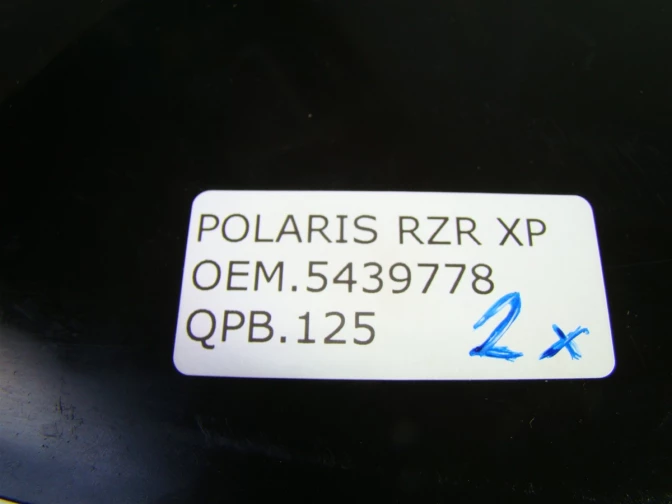 POLARIS RZR XP
OEM.5439778
QPB.125
2x